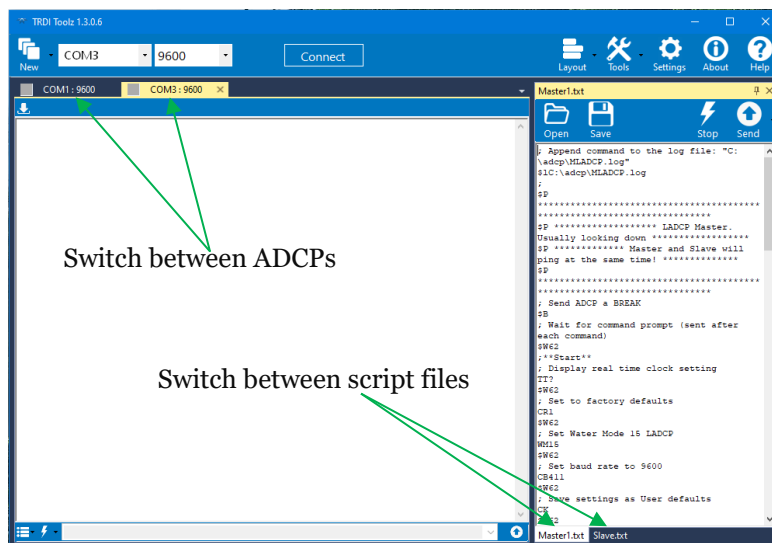 TRDI Toolz 1.3.0.6
New
COM3
9600
Connect
Layout
Tools
Settings
About
Help
COM1 : 9600
COM3 : 9600
Switch between ADCPs
Switch between script files
Master1.txt
Open
Save
Stop
Send
; Append command to the log file: "C:
\adcp\MLADCP.log"
$lC:\adcp\MLADCP.log
;
$P
*****************************************
********************************
$P ******************* LADCP Master.
Usually looking down ******************
$P ************* Master and Slave will
ping at the same time! **************
$P
*****************************************
********************************
; Send ADCP a BREAK
$B
; Wait for command prompt (sent after
each command)
$W62
;**Start**
; Display real time clock setting
TT?
$W62
; Set to factory defaults
CR1
$W62
; Set Water Mode 15 LADCP
WM15
$W62
; Set baud rate to 9600
CB411
$W62
; Save settings as User defaults
CK
$W62
Master1.txt
Slave.txt